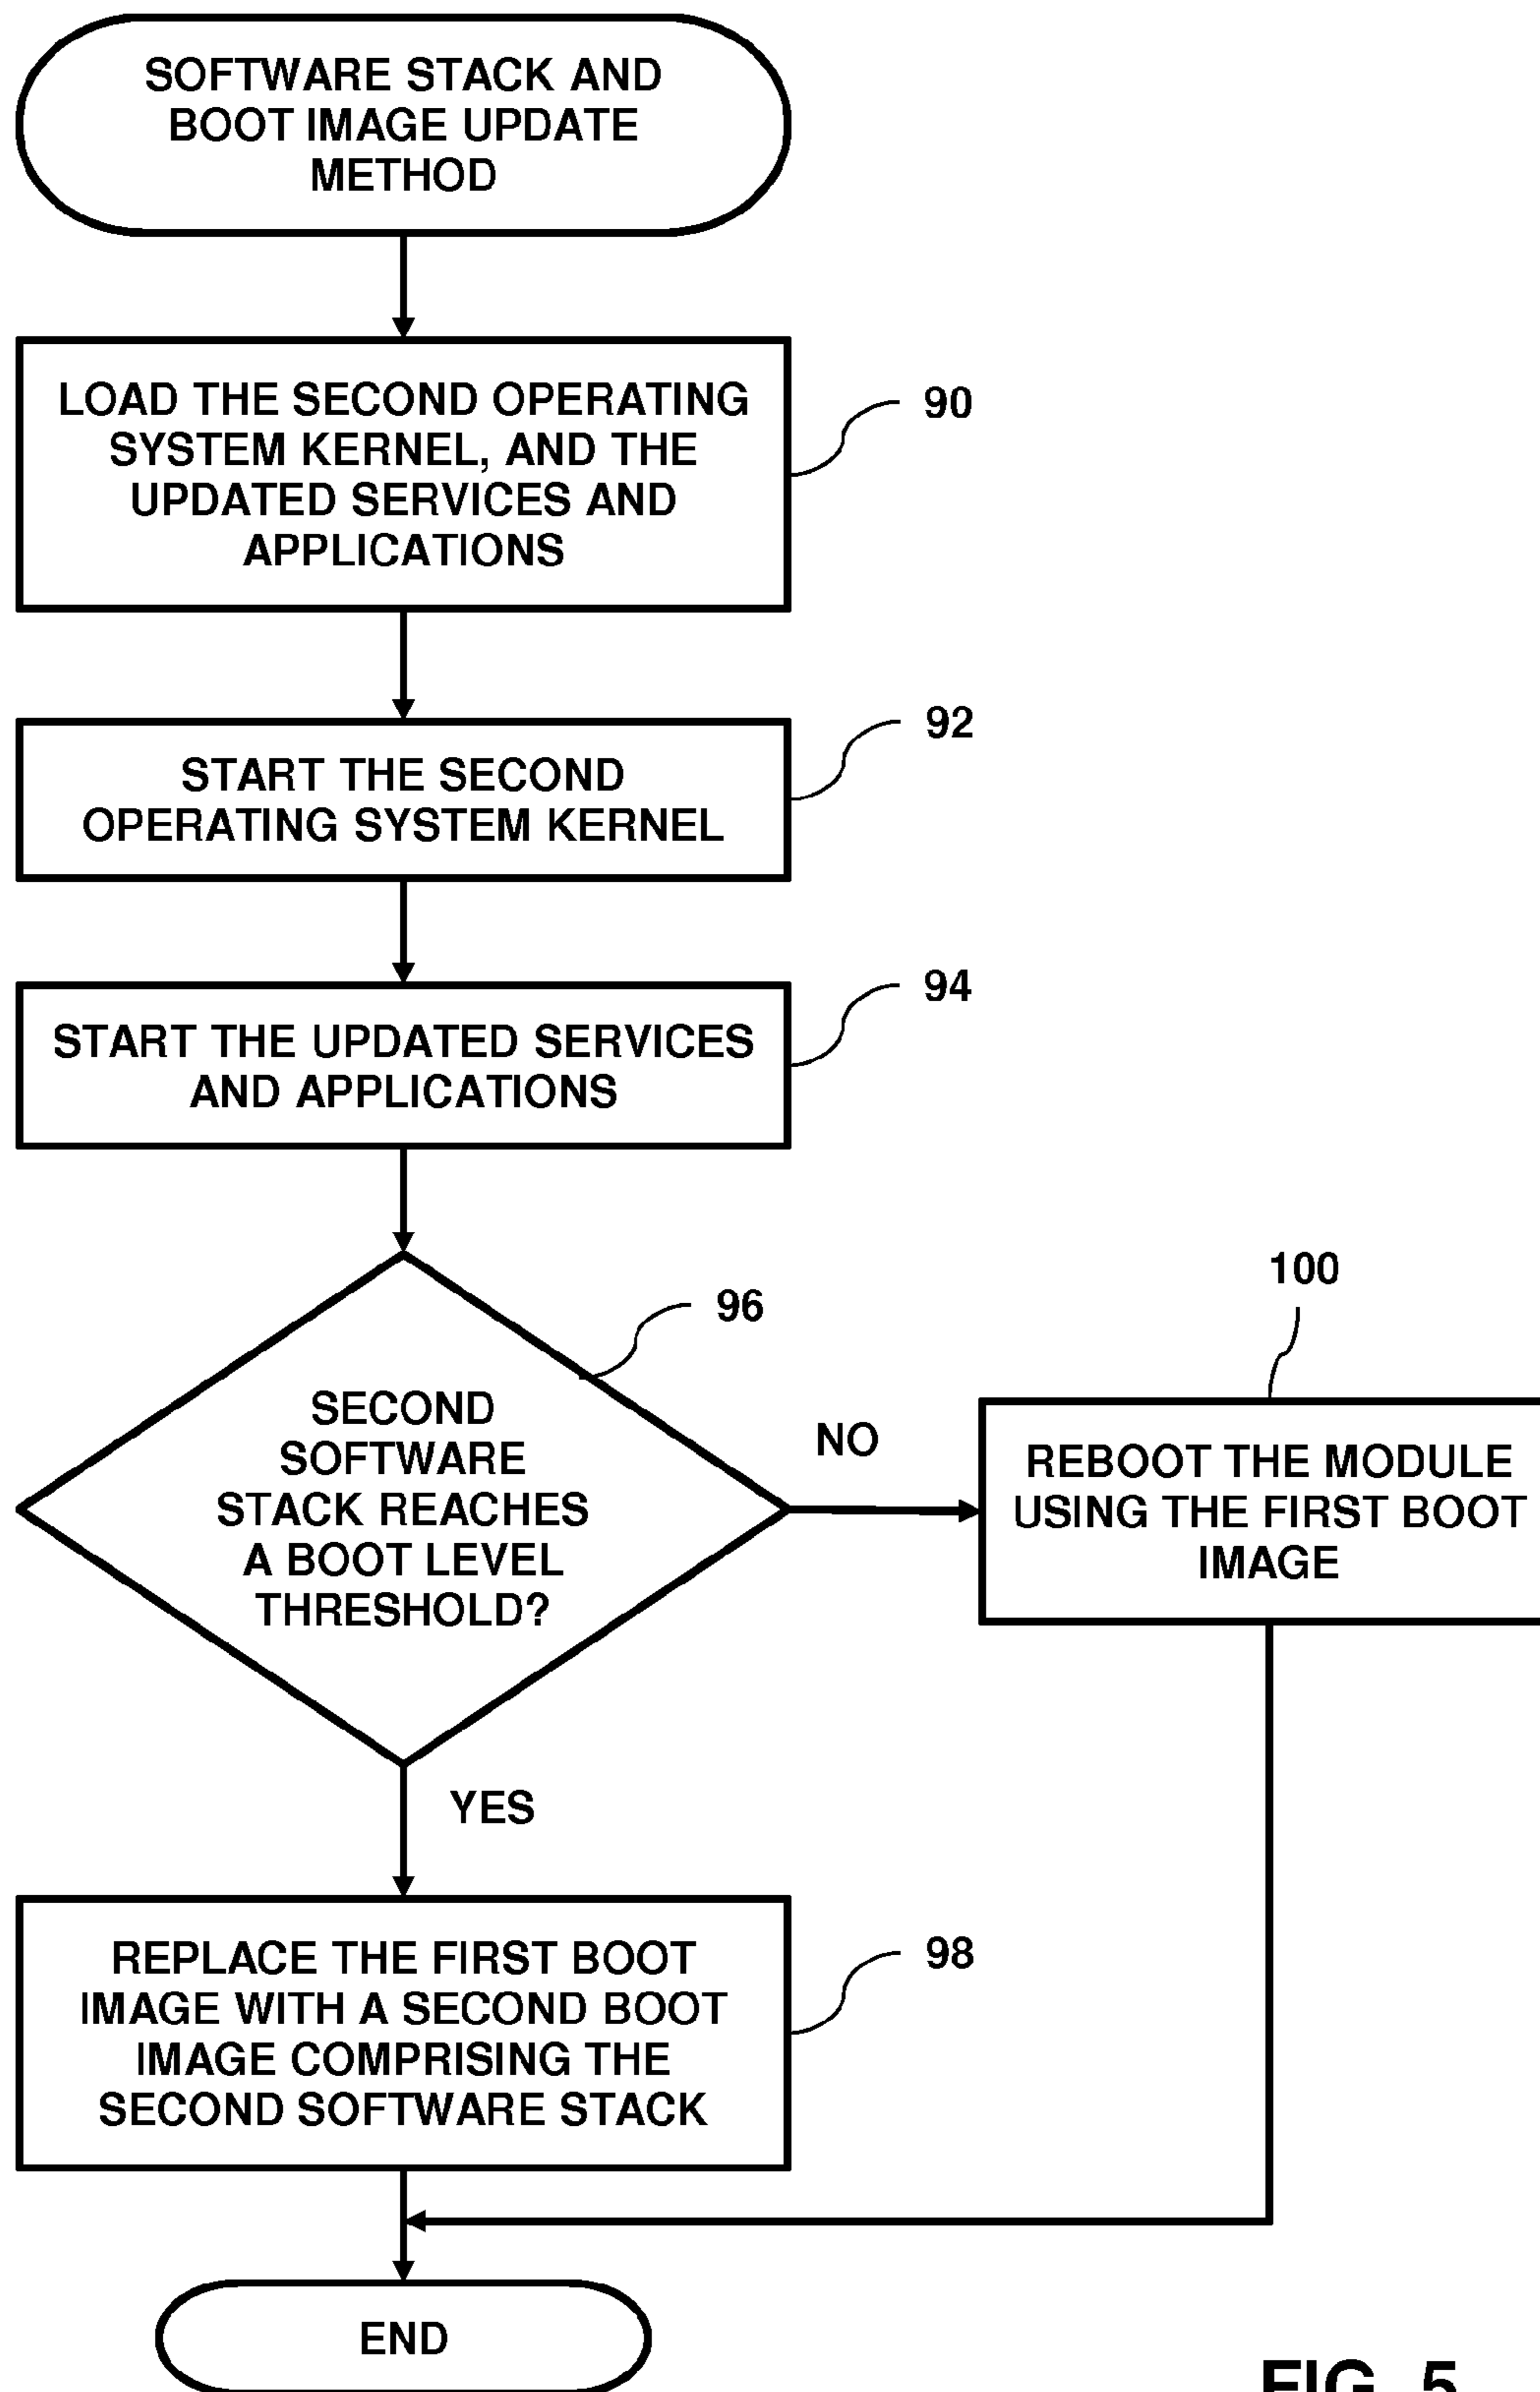 SOFTWARE STACK AND
BOOT IMAGE UPDATE
METHOD
LOAD THE SECOND OPERATING
SYSTEM KERNEL, AND THE
UPDATED SERVICES AND
APPLICATIONS
90
START THE SECOND
OPERATING SYSTEM KERNEL
92
START THE UPDATED SERVICES
AND APPLICATIONS
94
SECOND
SOFTWARE
STACK REACHES
A BOOT LEVEL
THRESHOLD?
96
NO
100
REBOOT THE MODULE
USING THE FIRST BOOT
IMAGE
YES
REPLACE THE FIRST BOOT
IMAGE WITH A SECOND BOOT
IMAGE COMPRISING THE
SECOND SOFTWARE STACK
98
END
FIG. 5